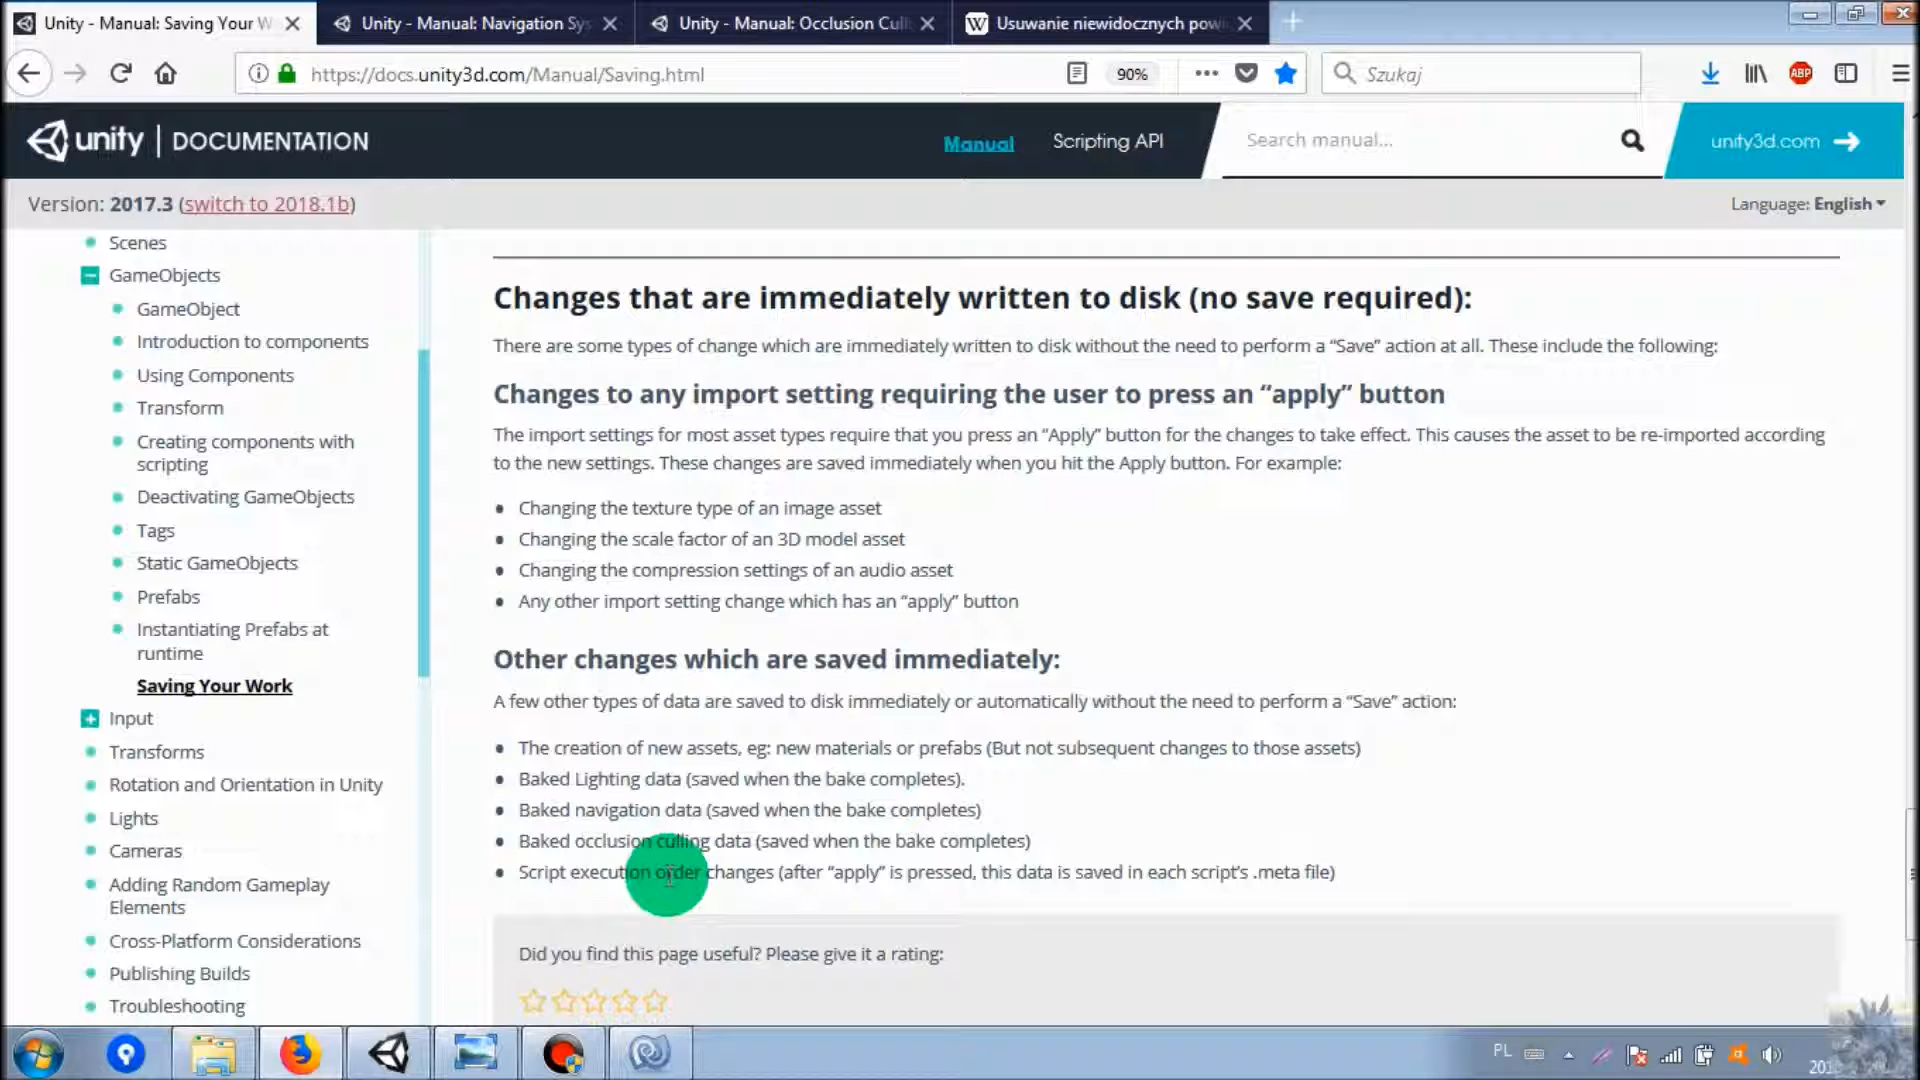 Unity - Manual: Saving Your W
Unity - Manual: Navigation Sys
Unity - Manual: Occlusion Culli
W Usuwanie niewidocznych powi
https://docs.unity3d.com/Manual/Saving.html
90%
Szukaj
ABP
unity | DOCUMENTATION
Manual
Scripting API
Search manual...
unity3d.com
Version: 2017.3 (switch to 2018.1b)
Language: English
Scenes
GameObjects
GameObject
Introduction to components
Using Components
Transform
Creating components with
scripting
Deactivating GameObjects
Tags
Static GameObjects
Prefabs
Instantiating Prefabs at
runtime
Saving Your Work
Input
Transforms
Rotation and Orientation in Unity
Lights
Cameras
Adding Random Gameplay
Elements
Cross-Platform Considerations
Publishing Builds
Troubleshooting
Changes that are immediately written to disk (no save required):
There are some types of change which are immediately written to disk without the need to perform a “Save” action at all. These include the following:
Changes to any import setting requiring the user to press an “apply” button
The import settings for most asset types require that you press an “Apply” button for the changes to take effect. This causes the asset to be re-imported according
to the new settings. These changes are saved immediately when you hit the Apply button. For example:
Changing the texture type of an image asset
Changing the scale factor of an 3D model asset
Changing the compression settings of an audio asset
Any other import setting change which has an “apply” button
Other changes which are saved immediately:
A few other types of data are saved to disk immediately or automatically without the need to perform a “Save” action:
The creation of new assets, eg: new materials or prefabs (But not subsequent changes to those assets)
Baked Lighting data (saved when the bake completes).
Baked navigation data (saved when the bake completes)
Baked occlusion culling data (saved when the bake completes)
Script execution order changes (after “apply” is pressed, this data is saved in each script’s .meta file)
Did you find this page useful? Please give it a rating:
PL